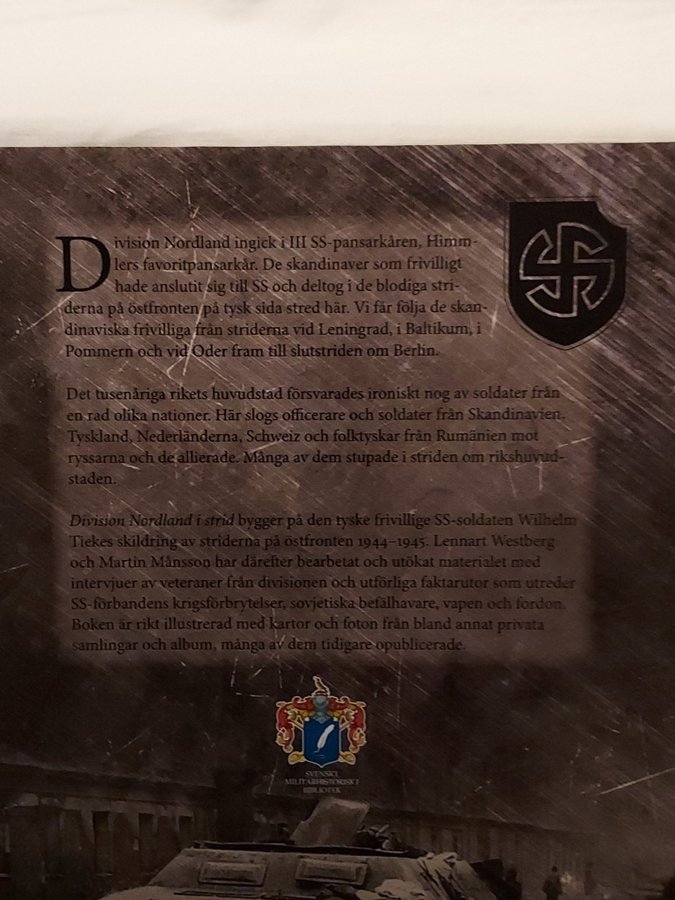 Division Nordland ingick i III SS-pansarkåren, Himm-
lers favoritpansarkår. De skandinaver som frivilligt
hade anslutit sig till SS och deltog i de blodiga stri-
derna på östfronten på tysk sida stred här. Vi får följa de skan-
dinaviska frivilliga från striderna vid Leningrad, i Baltikum, i
Pommern och vid Oder fram till slutstriden om Berlin.
Det tusenåriga rikets huvudstad försvarades ironiskt nog av soldater från
en rad olika nationer. Här slogs officerare och soldater från Skandinavien,
Tyskland, Nederländerna, Schweiz och folktyskar från Rumänien mot
ryssarna och de allierade. Många av dem stupade i striden om rikshuvud-
staden.
Division Nordland i strid bygger på den tyske frivillige SS-soldaten Wilhelm
Tiekes skildring av striderna på östfronten 1944–1945. Lennart Westberg
och Martin Månsson har därefter bearbetat och utökat materialet med
intervjuer av veteraner från divisionen och utförliga faktarutor som utreder
SS-förbandens krigsförbrytelser, sovjetiska befälhavare, vapen och fordon.
Boken är rikt illustrerad med kartor och foton från bland annat privata
samlingar och album, många av dem tidigare opublicerade.
SVENSKT
MILITÄRHISTORISKT
BIBLIOTEK